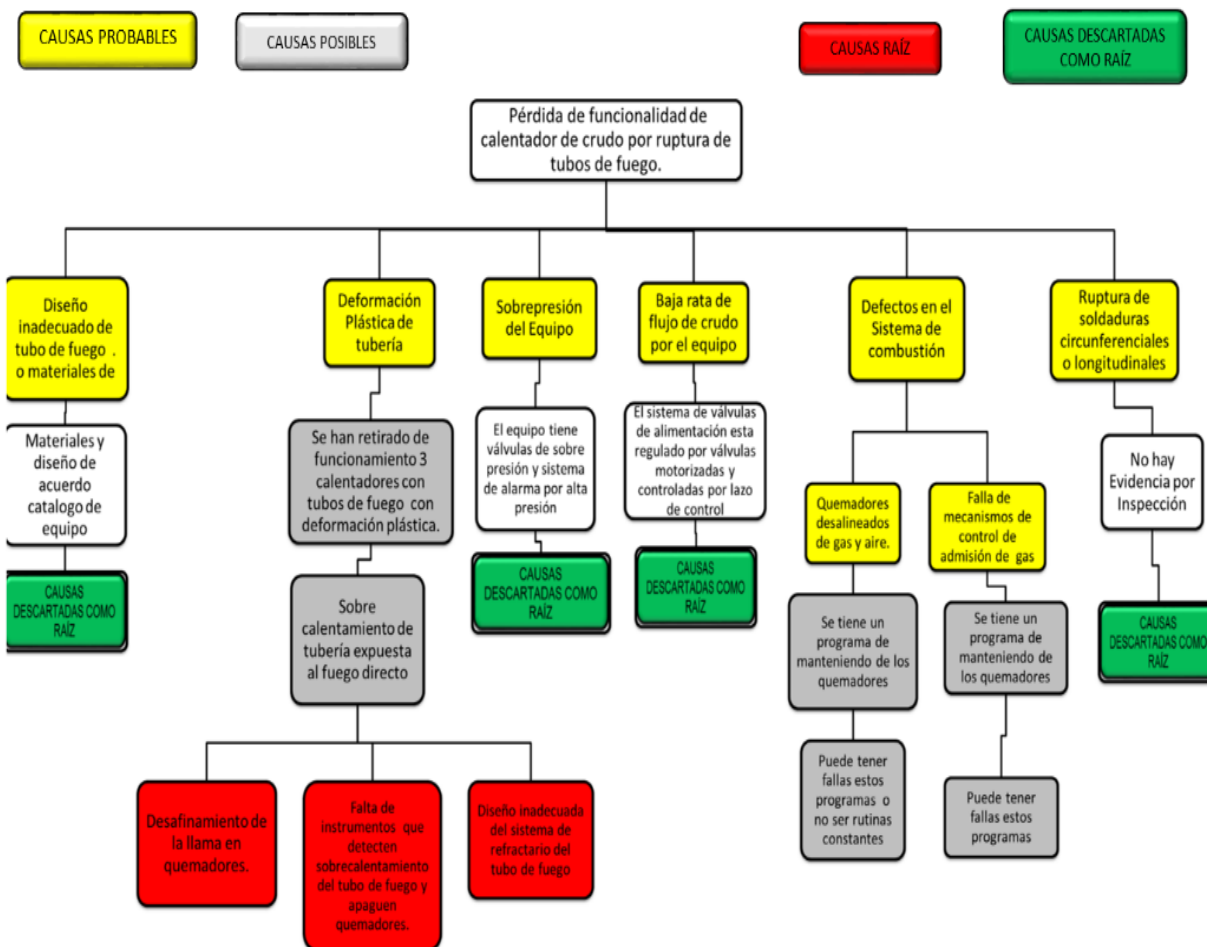 CAUSAS PROBABLES
CAUSAS POSIBLES
CAUSAS RAÍZ
CAUSAS DESCARTADAS
COMO RAÍZ
Pérdida de funcionalidad de
calentador de crudo por ruptura de
tubos de fuego.
Diseño
inadecuado de
tubo de fuego .
o materiales de
Deformación
Plástica de
tubería
Sobrepresión
del Equipo
Baja rata de
flujo de crudo
por el equipo
Defectos en el
Sistema de
combustión
Ruptura de
soldaduras
circunferenciales
o longitudinales
Materiales y
diseño de
acuerdo
catalogo de
equipo
Se han retirado de
funcionamiento 3
calentadores con
tubos de fuego con
deformación plástica.
El equipo tiene
válvulas de sobre
presión y sistema
de alarma por alta
presión
El sistema de válvulas
de alimentación esta
regulado por válvulas
motorizadas y
controladas por lazo
de control
Quemadores
desalineados
de gas y aire.
Falla de
mecanismos de
control de
admisión de gas
No hay
Evidencia por
Inspección
CAUSAS
DESCARTADAS COMO
RAÍZ
CAUSAS
DESCARTADAS COMO
RAÍZ
CAUSAS
DESCARTADAS COMO
RAÍZ
CAUSAS
DESCARTADAS COMO
RAÍZ
Sobre
calentamiento de
tubería expuesta
al fuego directo
Se tiene un
programa de
manteniendo de los
quemadores
Se tiene un
programa de
manteniendo de
los quemadores
Puede tener
fallas estos
programas o
no ser rutinas
constantes
Puede tener
fallas estos
programas
Desafinamiento de
la llama en
quemadores.
Falta de
instrumentos que
detecten
sobrecalentamiento
del tubo de fuego y
apaguen
quemadores.
Diseño inadecuada
del sistema de
refractario del
tubo de fuego